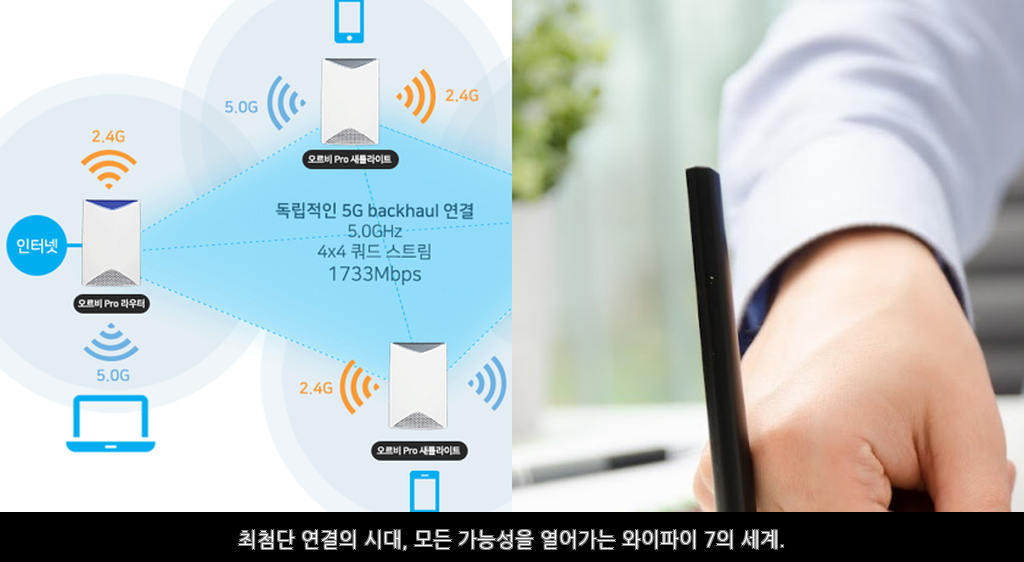 5.0G
2.4G
2.4G
오르비 Pro 새틀라이트
독립적인 5G backhaul 연결
5.0GHz
4x4 쿼드 스트림
1733Mbps
인터넷
오르비 Pro 라우터
5.0G
2.4G
오르비 Pro 새틀라이트
최첨단 연결의 시대, 모든 가능성을 열어가는 와이파이 7의 세계.